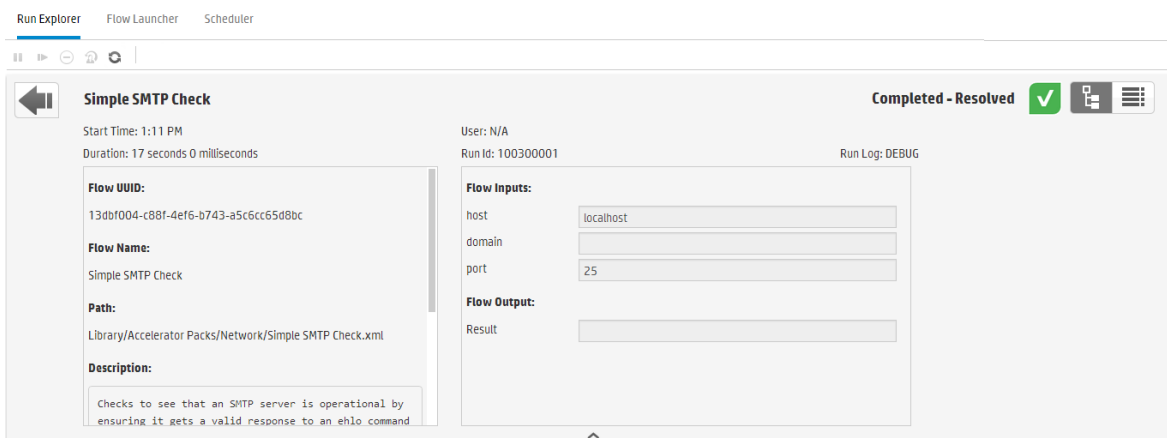 Run Explorer Flow Launcher Scheduler
Simple SMTP Check Completed - Resolved
Start Time: 1:11 PM User: N/A
Duration: 17 seconds 0 milliseconds Run Id: 100300001 Run Log: DEBUG
Flow UUID:
13dbf004-c88f-4ef6-b743-a5c6cc65d8bc
Flow Name:
Simple SMTP Check
Path:
Library/Accelerator Packs/Network/Simple SMTP Check.xml
Description:
Checks to see that an SMTP server is operational by
ensuring it gets a valid response to an ehlo command
Flow Inputs:
host localhost
domain
port 25
Flow Output:
Result